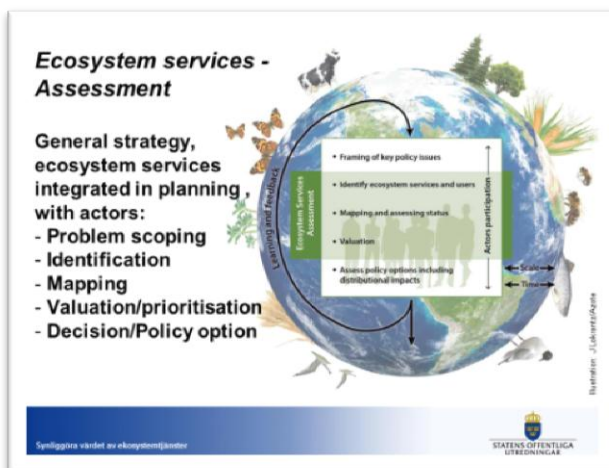 Ecosystem services -
Assessment
General strategy,
ecosystem services
integrated in planning ,
with actors:
- Problem scoping
- Identification
- Mapping
- Valuation/prioritisation
- Decision/Policy option
Learning and feedback
Ecosystem Services
Assessment
• Framing of key policy issues
• Identify ecosystem services and users
• Mapping and assessing status
• Valuation
• Assess policy options including
distributional impacts
Actors participation
Scale
Time
Illustration: J Lokrantz/Azote
Synliggöra värdet av ekosystemtjänster
STATENS OFFENTLIGA
UTREDNINGAR